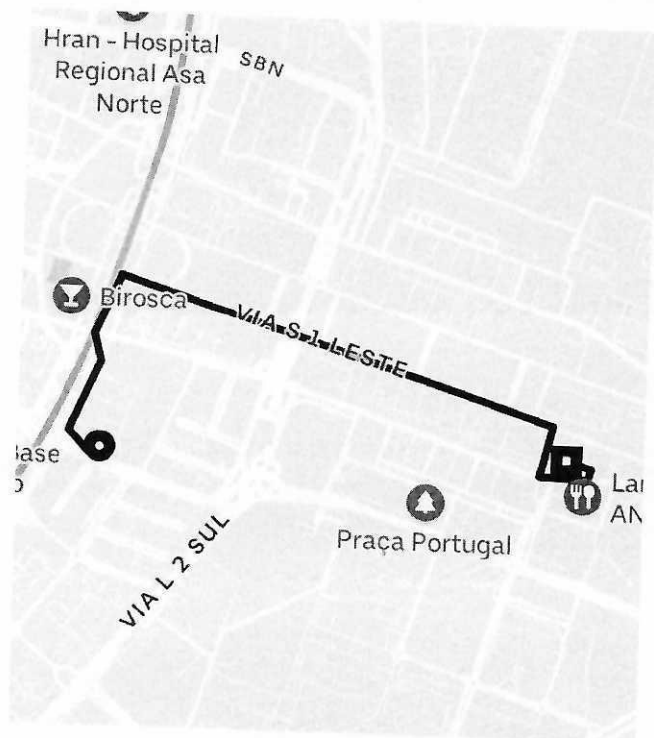 Hran - Hospital
Regional Asa
Norte
SBN
Birosca
VIA S 1 LESTE
Praça Portugal
VIA L 2 SUL